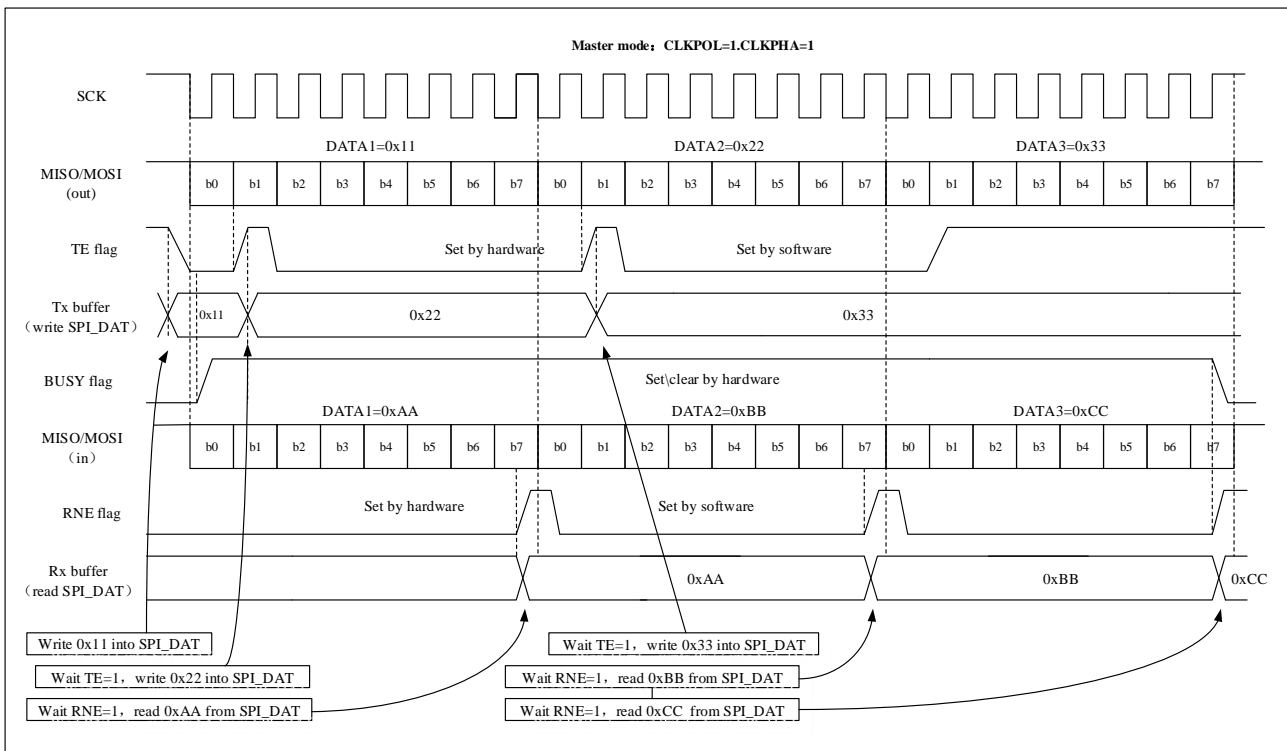 Master mode：CLKPOL=1.CLKPHA=1
SCK
DATA1=0x11 DATA2=0x22 DATA3=0x33
MISO/MOSI
(out)
b0 b1 b2 b3 b4 b5 b6 b7 b0 b1 b2 b3 b4 b5 b6 b7 b0 b1 b2 b3 b4 b5 b6 b7
TE flag
Set by hardware Set by software
Tx buffer
（write SPI_DAT）
0x11 0x22 0x33
BUSY flag
Set\clear by hardware
DATA1=0xAA DATA2=0xBB DATA3=0xCC
MISO/MOSI
（in）
b0 b1 b2 b3 b4 b5 b6 b7 b0 b1 b2 b3 b4 b5 b6 b7 b0 b1 b2 b3 b4 b5 b6 b7
RNE flag
Set by hardware Set by software
Rx buffer
（read SPI_DAT）
0xAA 0xBB 0xCC
Write 0x11 into SPI_DAT
Wait TE=1，write 0x33 into SPI_DAT
Wait TE=1，write 0x22 into SPI_DAT
Wait RNE=1，read 0xBB from SPI_DAT
Wait RNE=1，read 0xAA from SPI_DAT
Wait RNE=1，read 0xCC from SPI_DAT